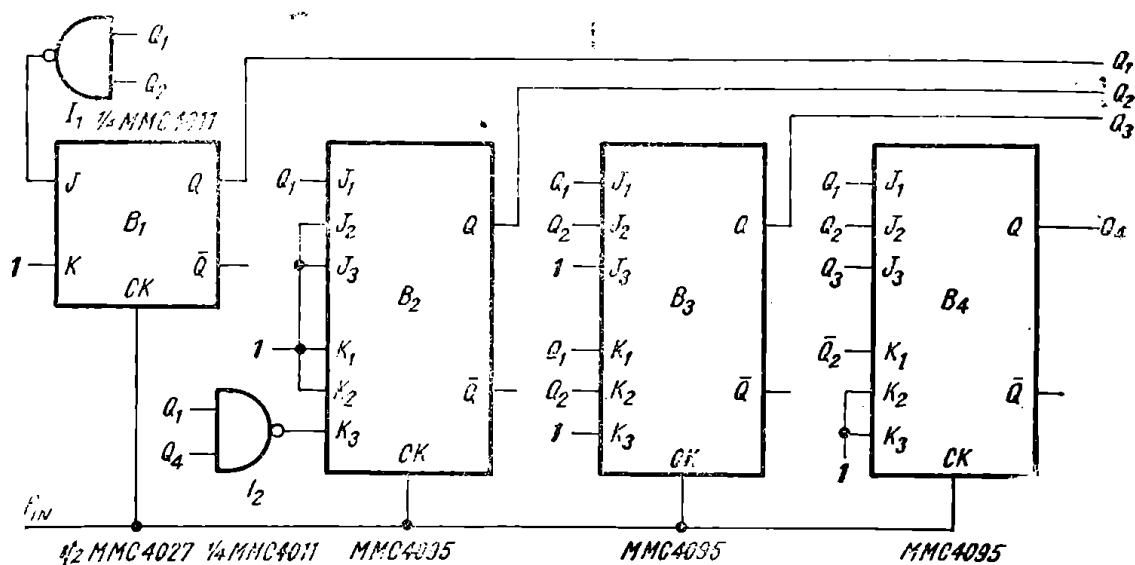 Q₁
Q₂
I₁ ¼ MMC4011
J Q
B₁
1 K Q̄
CK
Q₁ J₁
J₂ Q
J₃
B₂
1 K₁
K₂ Q̄
K₃
CK
Q₁
Q₄
I₂
Q₁ J₁
Q₂ J₂ Q
1 J₃
B₃
Q₁ K₁
Q₂ K₂ Q̄
1 K₃
CK
Q₁ J₁
Q₂ J₂ Q
Q₃ J₃
B₄
Q̄₂ K₁
K₂ Q̄
K₃
1 CK
Q₁
Q₂
Q₃
Q₄
½ MMC4027 ¼ MMC4011 MMC4095 MMC4095 MMC4095